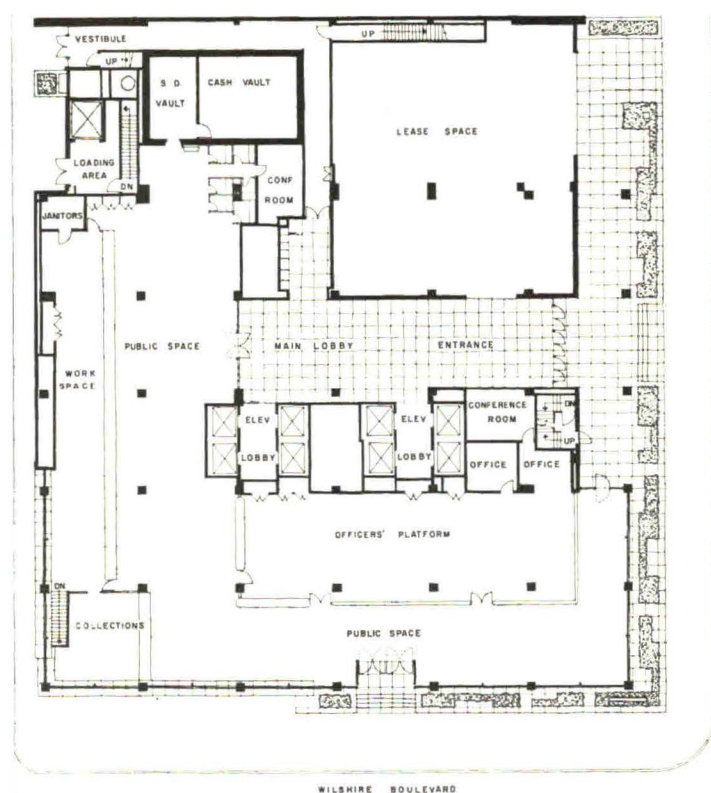 VESTIBULE
UP
UP
S. D.
VAULT
CASH VAULT
LEASE SPACE
LOADING
AREA
DN
CONF
ROOM
JANITORS
PUBLIC SPACE
MAIN LOBBY
ENTRANCE
WORK
SPACE
ELEV
LOBBY
ELEV
LOBBY
CONFERENCE
ROOM
DN
UP
OFFICE
OFFICE
OFFICERS' PLATFORM
DN
COLLECTIONS
PUBLIC SPACE
WILSHIRE BOULEVARD